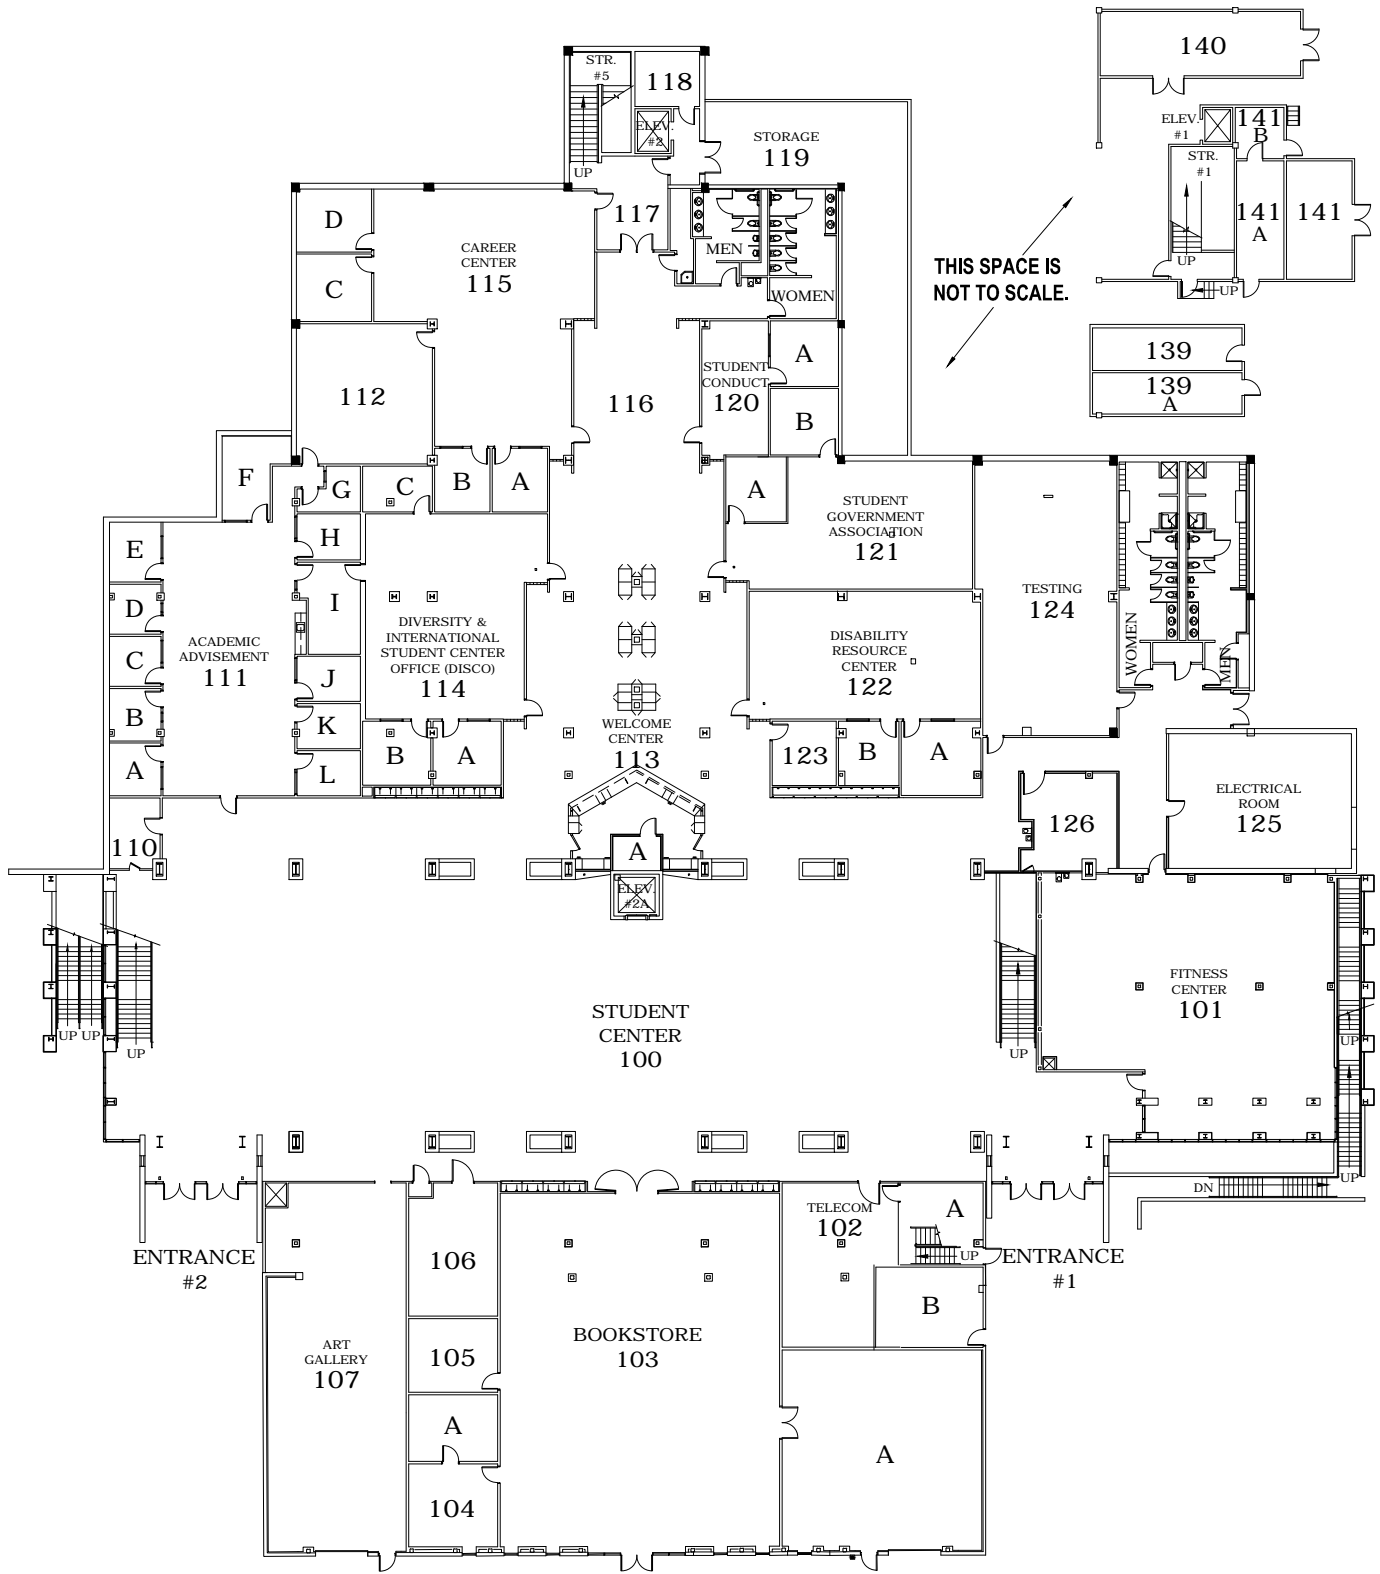 140
STR.
#5
118
ELEV.
#2
UP
STORAGE
119
ELEV.
#1
141
B
STR.
#1
141
A
141
UP
UP
D
C
CAREER
CENTER
115
117
MEN
WOMEN
THIS SPACE IS
NOT TO SCALE.
139
139
A
112
116
STUDENT
CONDUCT
120
A
B
F
G
C
B
A
A
STUDENT
GOVERNMENT
ASSOCIATION
121
E
D
C
B
A
ACADEMIC
ADVISEMENT
111
H
I
J
K
L
DIVERSITY &
INTERNATIONAL
STUDENT CENTER
OFFICE (DISCO)
114
B
A
DISABILITY
RESOURCE
CENTER
122
TESTING
124
WOMEN
MEN
WELCOME
CENTER
113
123
B
A
110
A
ELEV.
#2A
126
ELECTRICAL
ROOM
125
UP
UP
UP
STUDENT
CENTER
100
UP
FITNESS
CENTER
101
UP
UP
DN
ENTRANCE
#2
106
TELECOM
102
A
UP
ENTRANCE
#1
B
ART
GALLERY
107
105
BOOKSTORE
103
A
A
104